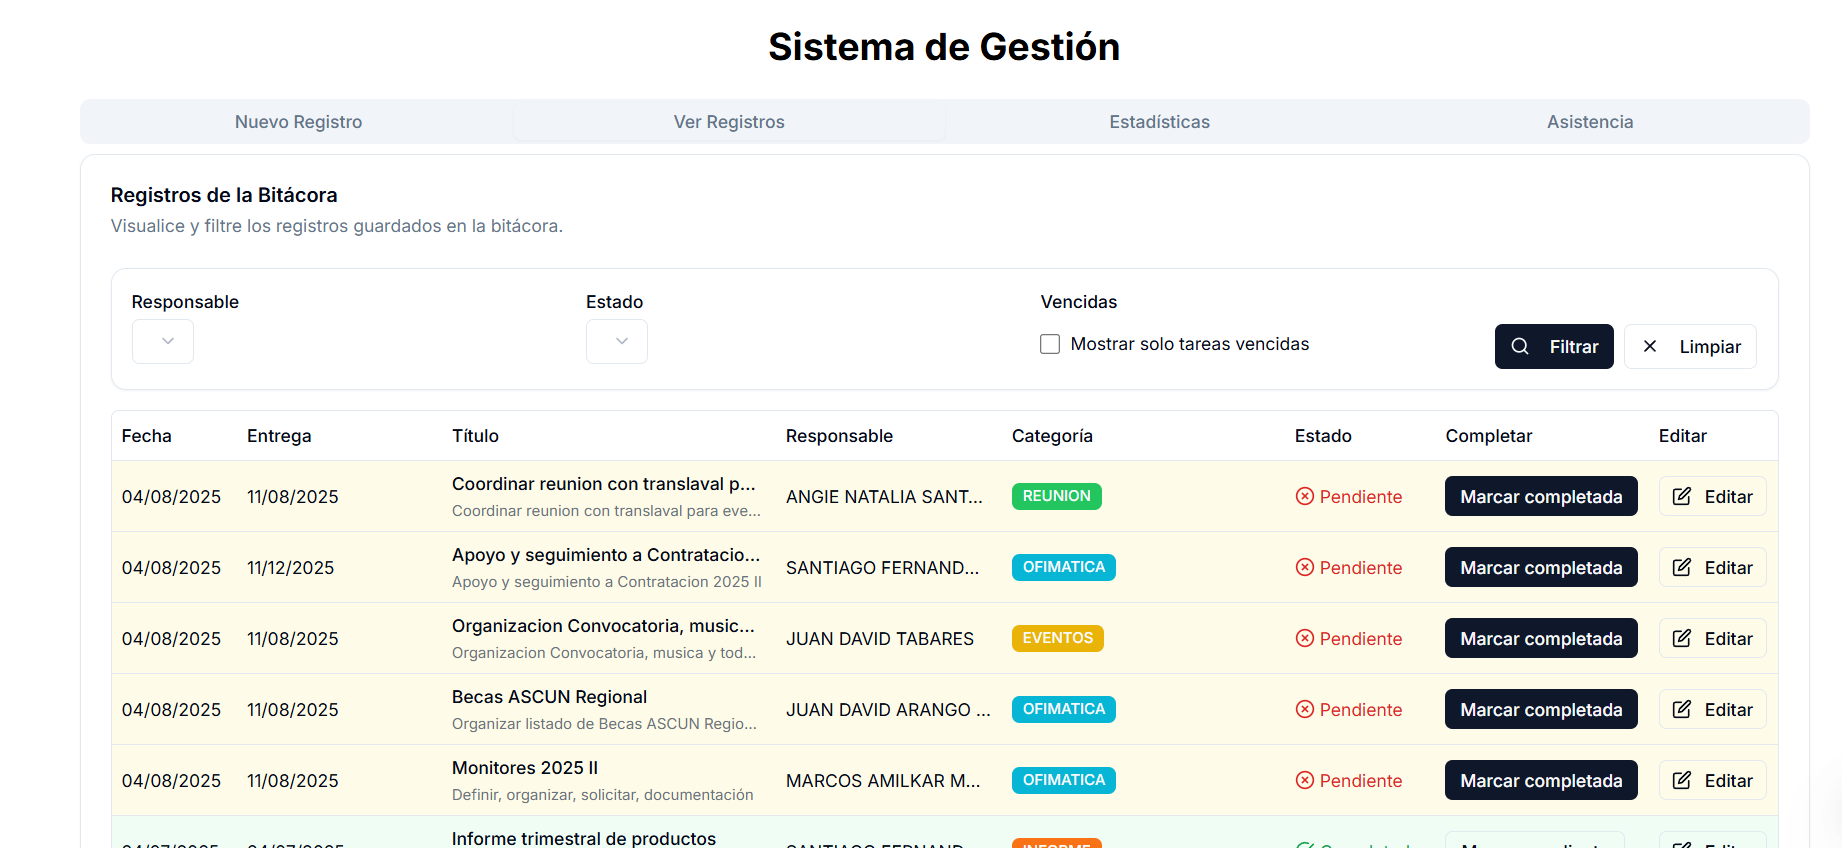 Sistema de Gestión
Nuevo Registro Ver Registros Estadísticas Asistencia
Registros de la Bitácora
Visualice y filtre los registros guardados en la bitácora.
Responsable Estado Vencidas
Mostrar solo tareas vencidas Filtrar Limpiar
Fecha Entrega Título Responsable Categoría Estado Completar Editar
Coordinar reunion con translaval p...
04/08/2025 11/08/2025 ANGIE NATALIA SANT... REUNION Pendiente Marcar completada Editar
Coordinar reunion con translaval para eve...
Apoyo y seguimiento a Contratacio...
04/08/2025 11/12/2025 SANTIAGO FERNAND... OFIMATICA Pendiente Marcar completada Editar
Apoyo y seguimiento a Contratacion 2025 II
Organizacion Convocatoria, music...
04/08/2025 11/08/2025 JUAN DAVID TABARES EVENTOS Pendiente Marcar completada Editar
Organizacion Convocatoria, musica y tod...
Becas ASCUN Regional
04/08/2025 11/08/2025 JUAN DAVID ARANGO ... OFIMATICA Pendiente Marcar completada Editar
Organizar listado de Becas ASCUN Regio...
Monitores 2025 II
04/08/2025 11/08/2025 MARCOS AMILKAR M... OFIMATICA Pendiente Marcar completada Editar
Definir, organizar, solicitar, documentación
Informe trimestral de productos
SANTIAGO FERNAND... INFORME Editar